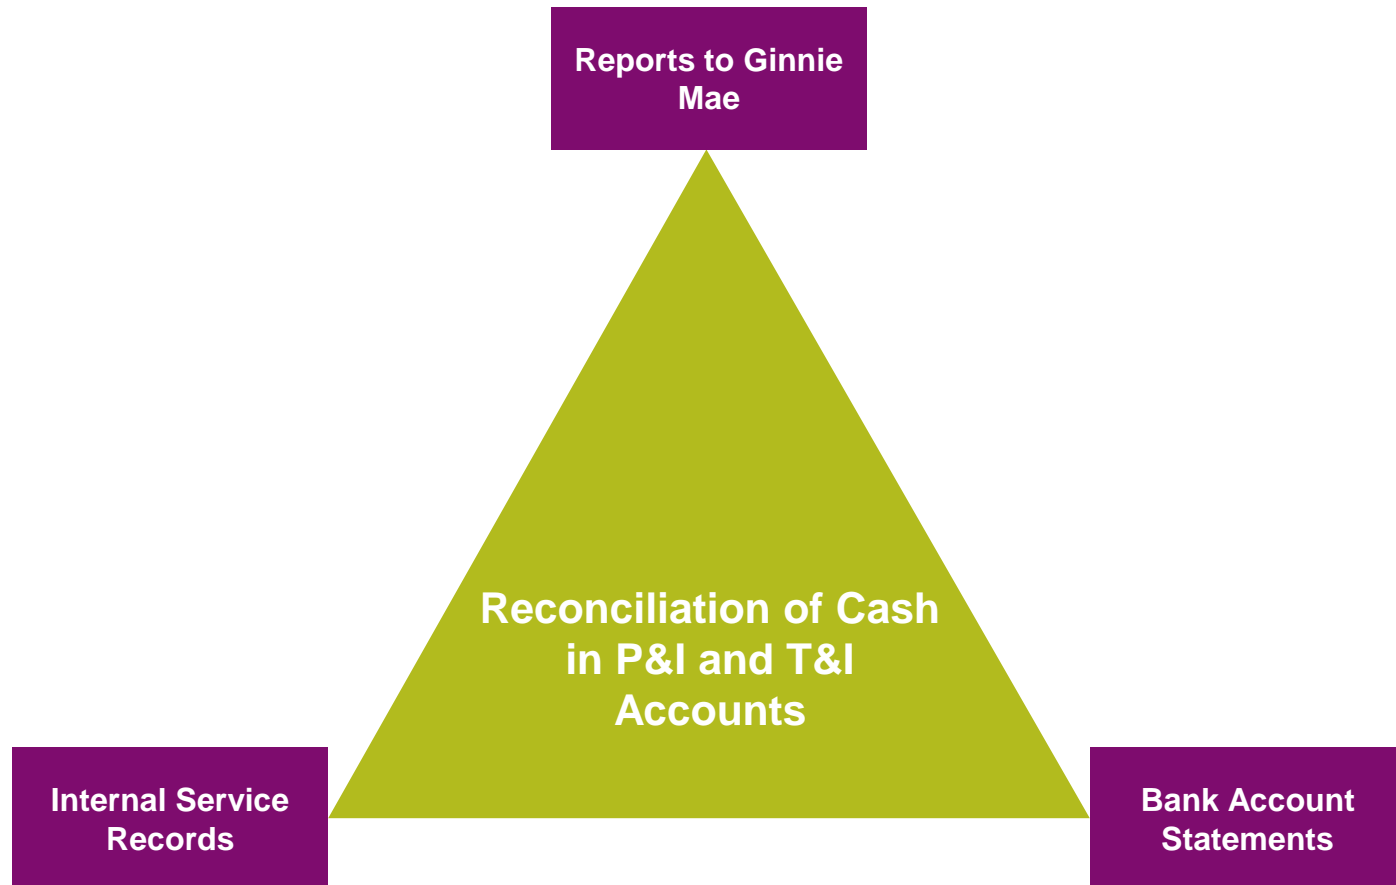 Reports to Ginnie
Mae
Reconciliation of Cash
in P&I and T&I
Accounts
Internal Service
Records
Bank Account
Statements